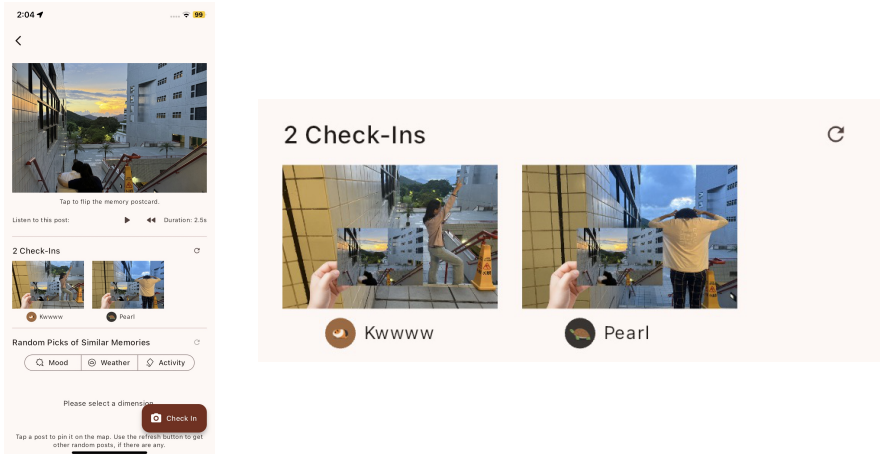 2:04
99
Tap to flip the memory postcard.
Listen to this post:
Duration: 2.5s
2 Check-Ins
Kwwww
Pearl
Random Picks of Similar Memories
Mood
Weather
Activity
Please select a dimension
Check In
Tap a post to pin it on the map. Use the refresh button to get
other random posts, if there are any.
2 Check-Ins
Kwwww
Pearl